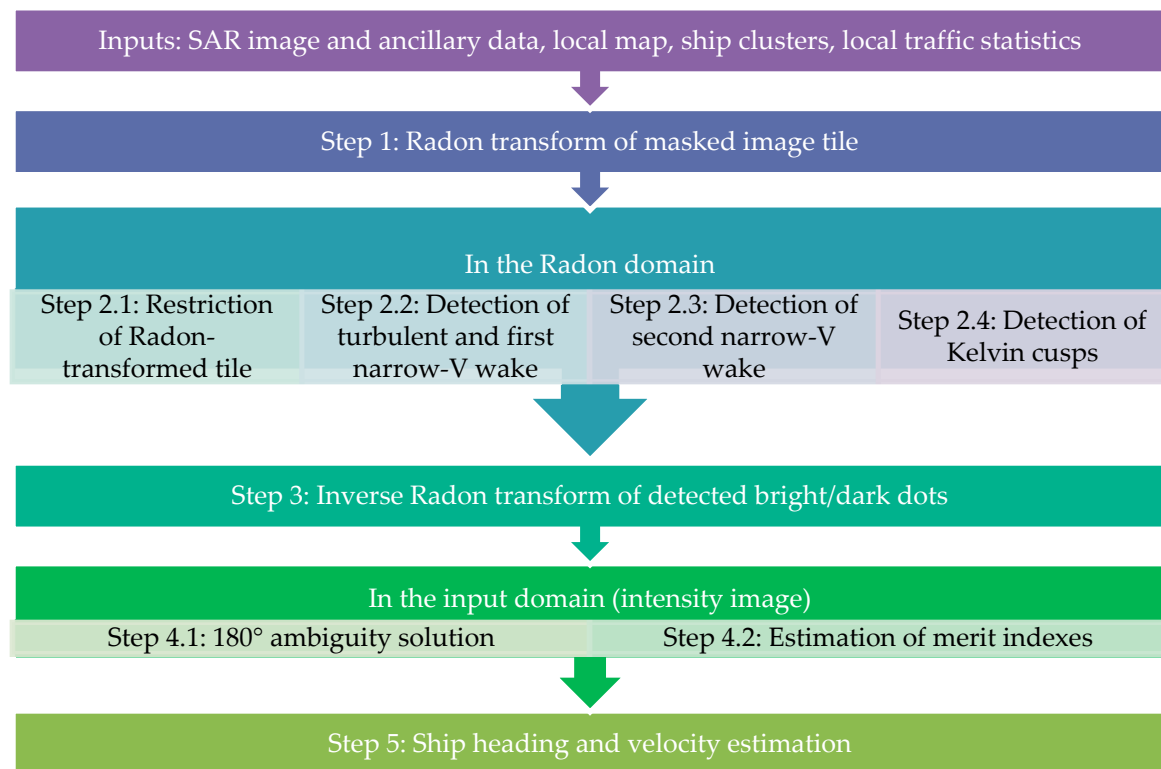 Inputs: SAR image and ancillary data, local map, ship clusters, local traffic statistics
Step 1: Radon transform of masked image tile
In the Radon domain
Step 2.1: Restriction
of Radon-
transformed tile
Step 2.2: Detection of
turbulent and first
narrow-V wake
Step 2.3: Detection of
second narrow-V
wake
Step 2.4: Detection of
Kelvin cusps
Step 3: Inverse Radon transform of detected bright/dark dots
In the input domain (intensity image)
Step 4.1: 180° ambiguity solution
Step 4.2: Estimation of merit indexes
Step 5: Ship heading and velocity estimation